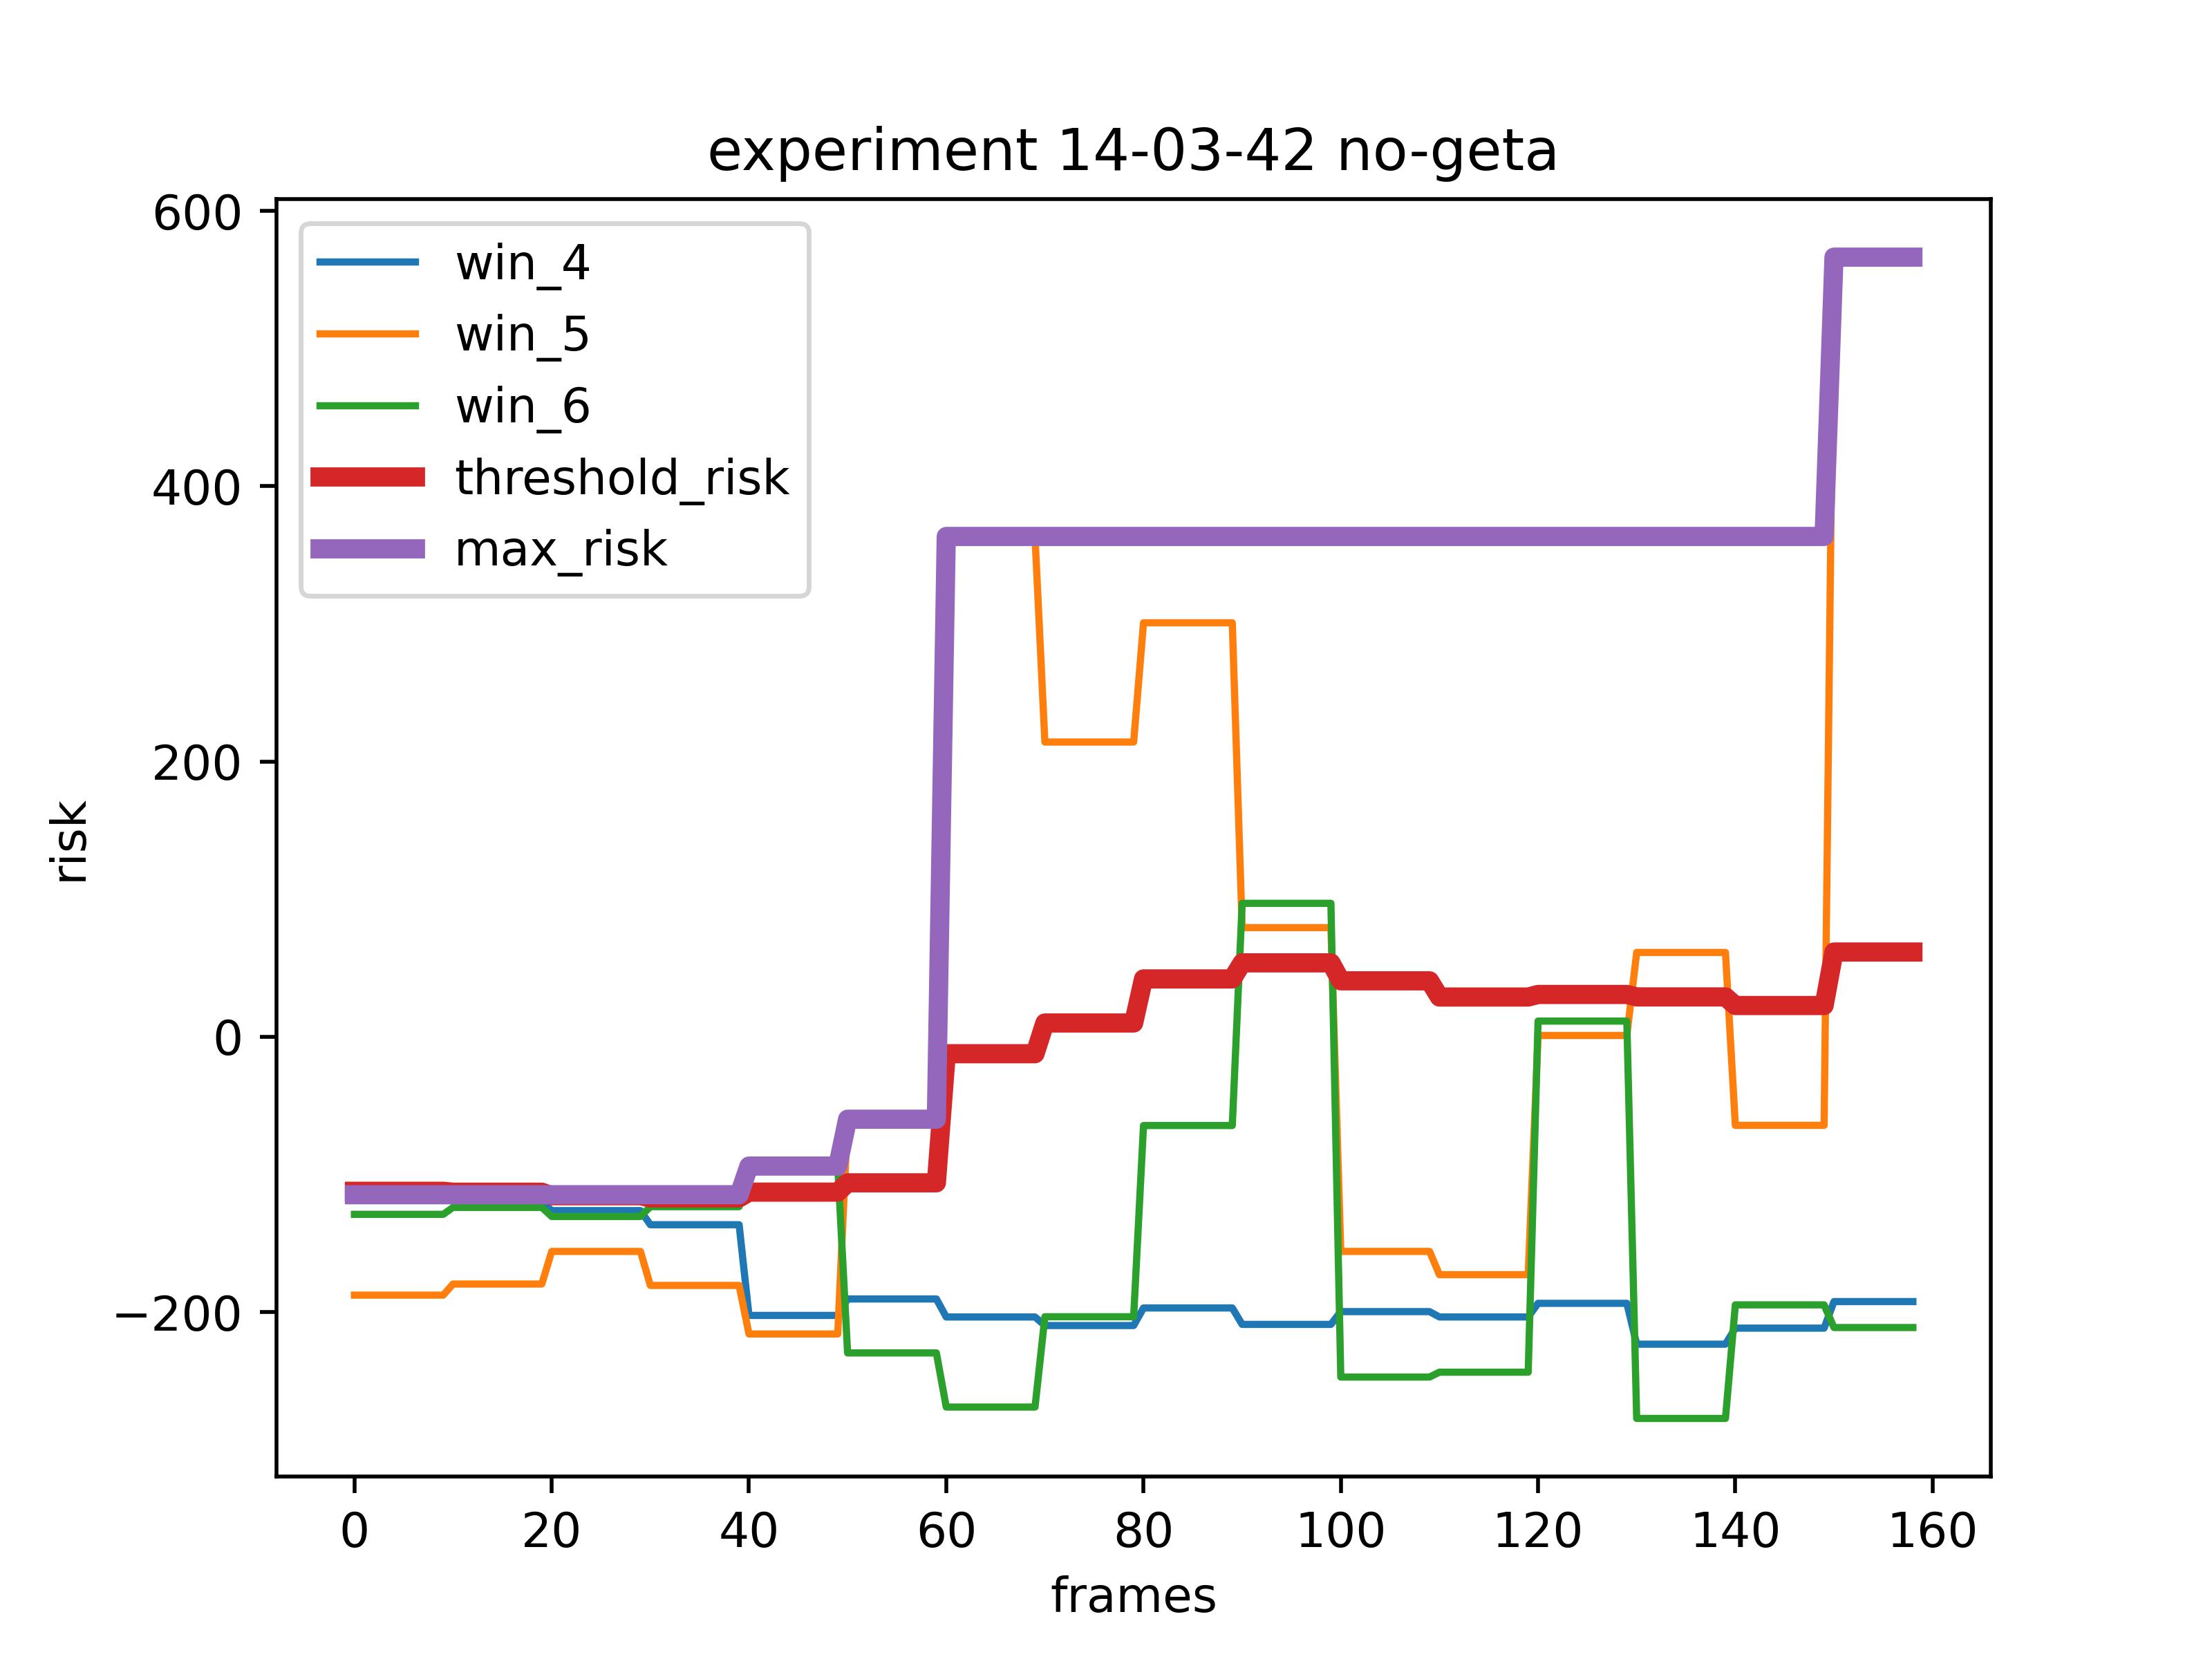 experiment 14-03-42 no-geta
600
400
200
0
−200
risk
win_4
win_5
win_6
threshold_risk
max_risk
0 20 40 60 80 100 120 140 160
frames